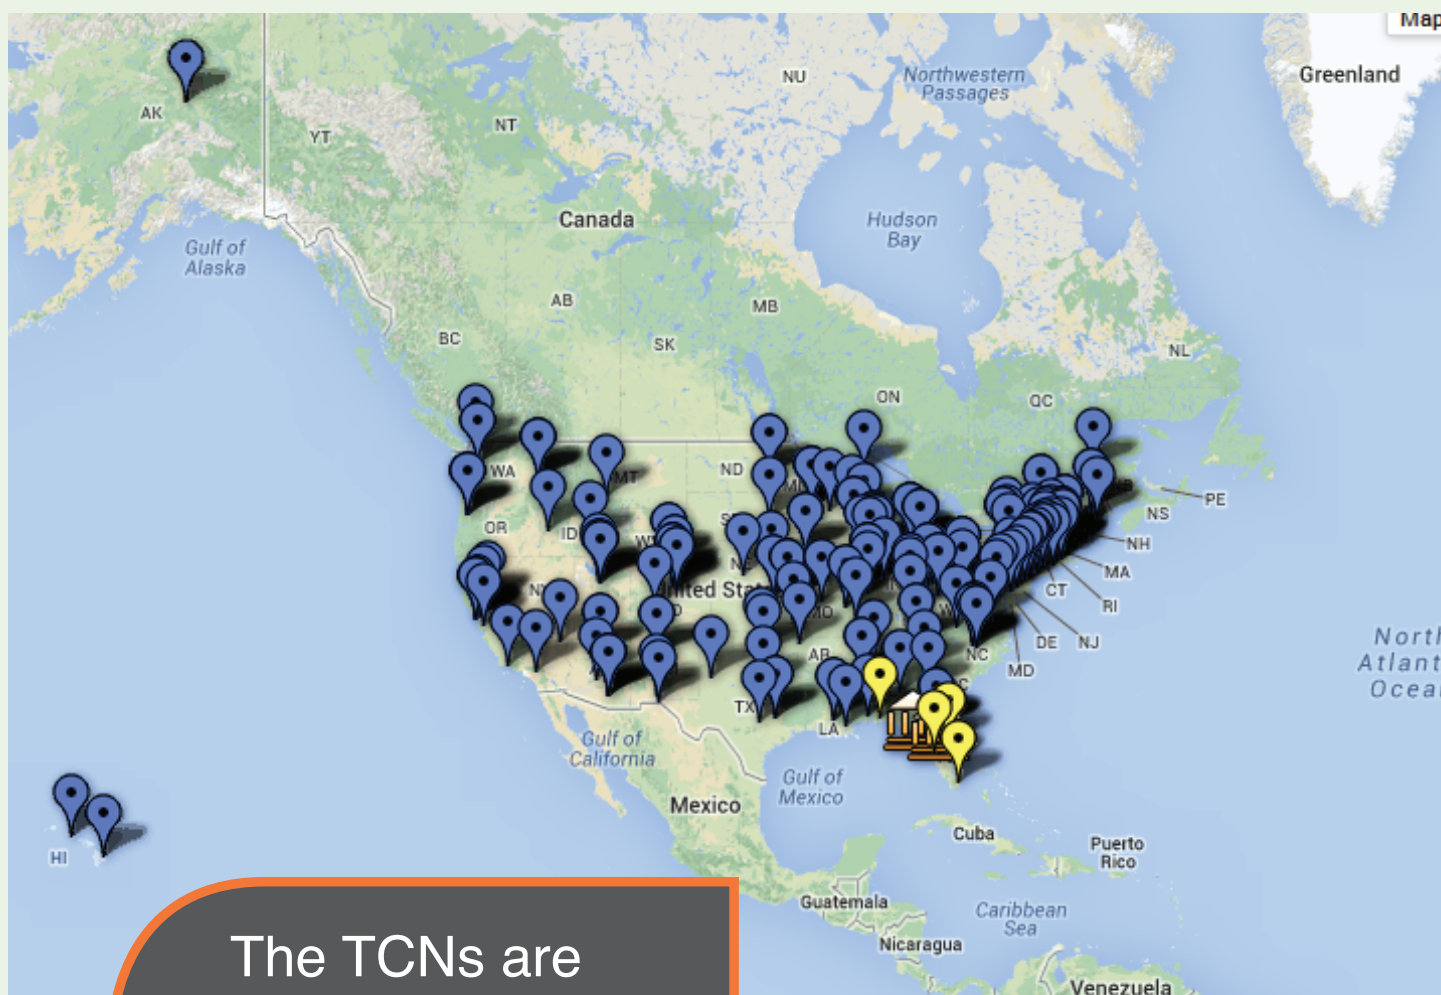 Map
Greenland
NU
Northwestern
Passages
AK
YT
NT
Canada
Hudson
Bay
Gulf of
Alaska
AB
MB
BC
SK
NL
ON
QC
WA
MT
ND
PE
NS
OR
ID
NH
MA
United Stat
CT
RI
MO
DE
NJ
AR
NC
MD
North
Atlant
Ocea
TX
LA
Gulf of
California
Gulf of
Mexico
Mexico
Cuba
Puerto
Rico
HI
Guatemala
Caribbean
Sea
Nicaragua
Venezuela
The TCNs are